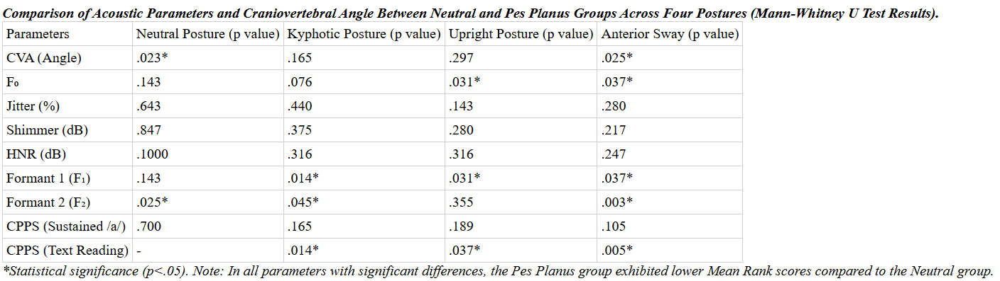 Comparison of Acoustic Parameters and Craniovertebral Angle Between Neutral and Pes Planus Groups Across Four Postures (Mann-Whitney U Test Results).
Parameters Neutral Posture (p value) Kyphotic Posture (p value) Upright Posture (p value) Anterior Sway (p value)
CVA (Angle) .023* .165 .297 .025*
F₀ .143 .076 .031* .037*
Jitter (%) .643 .440 .143 .280
Shimmer (dB) .847 .375 .280 .217
HNR (dB) .1000 .316 .316 .247
Formant 1 (F₁) .143 .014* .031* .037*
Formant 2 (F₂) .025* .045* .355 .003*
CPPS (Sustained /a/) .700 .165 .189 .105
CPPS (Text Reading) - .014* .037* .005*
*Statistical significance (p<.05). Note: In all parameters with significant differences, the Pes Planus group exhibited lower Mean Rank scores compared to the Neutral group.